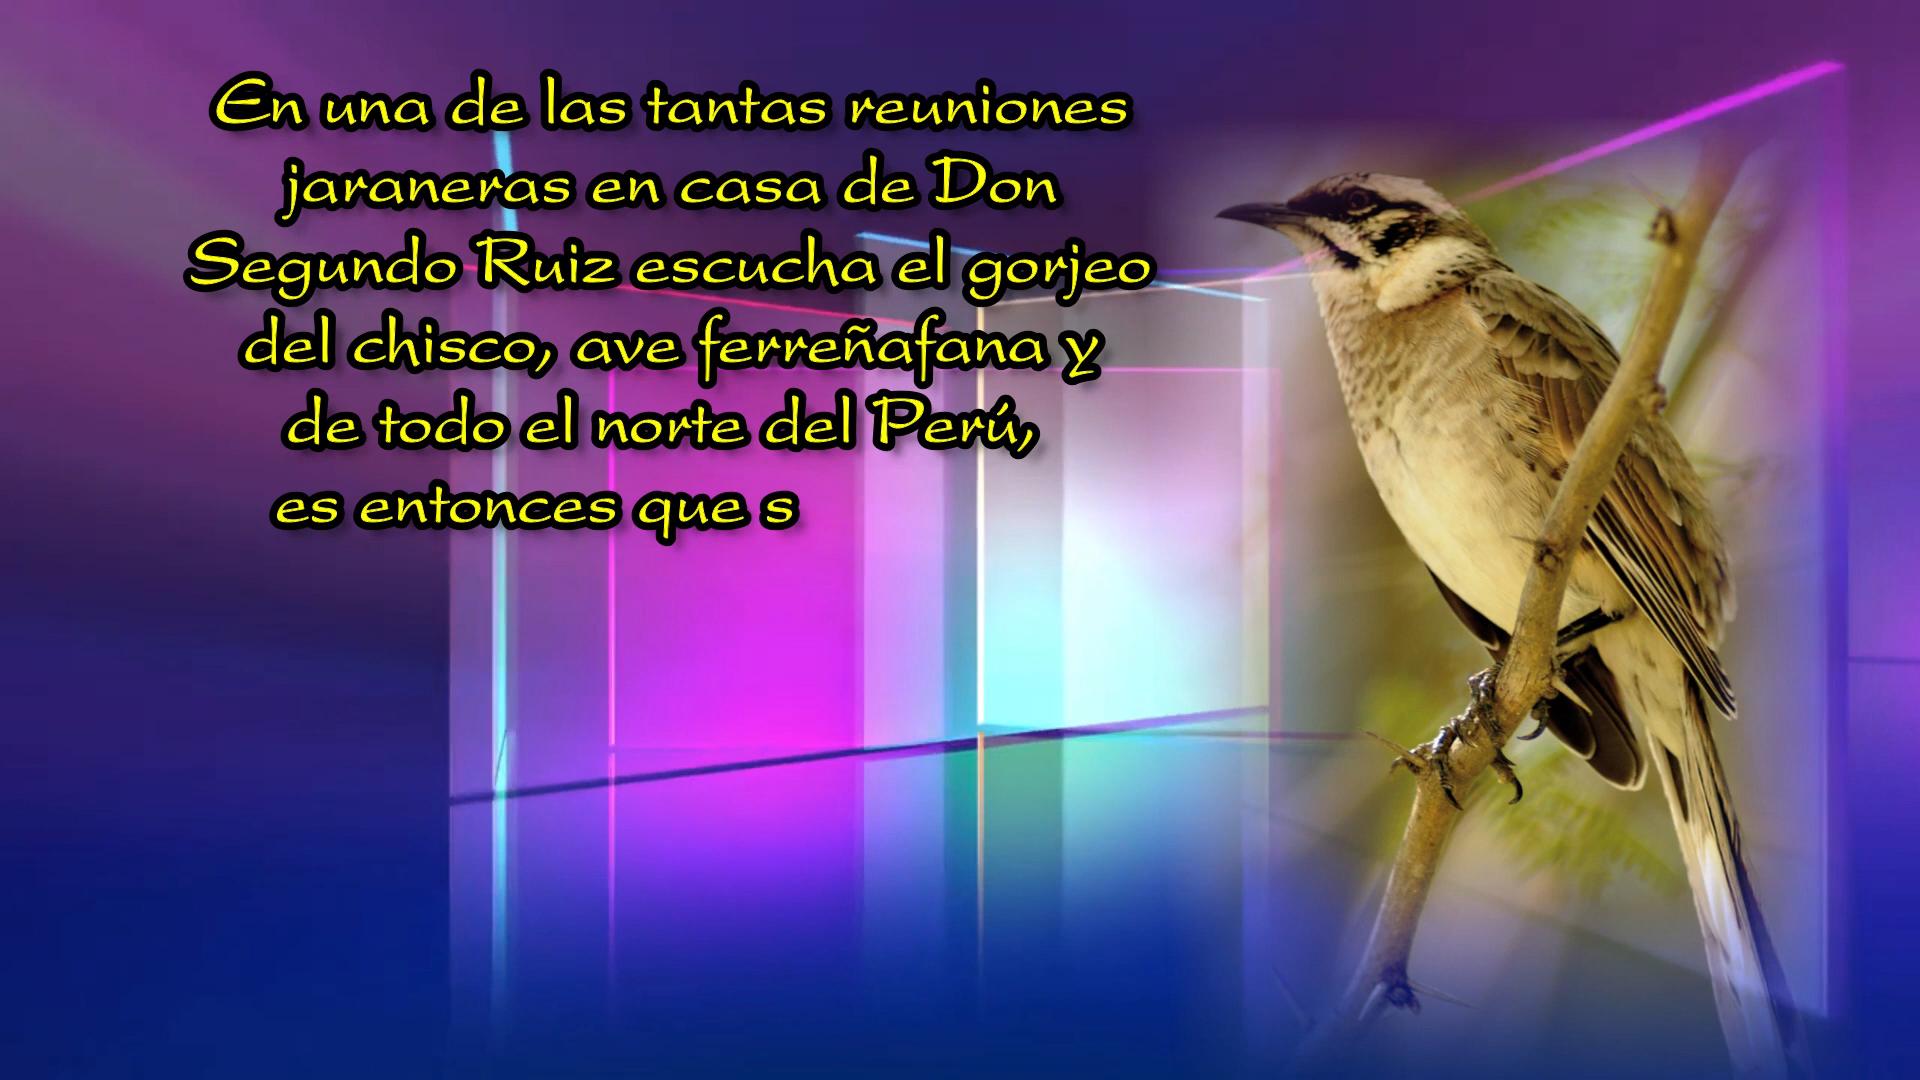 En una de las tantas reuniones
jaraneras en casa de Don
Segundo Ruiz escucha el gorjeo
del chisco, ave ferreñafana y
de todo el norte del Perú,
es entonces que s